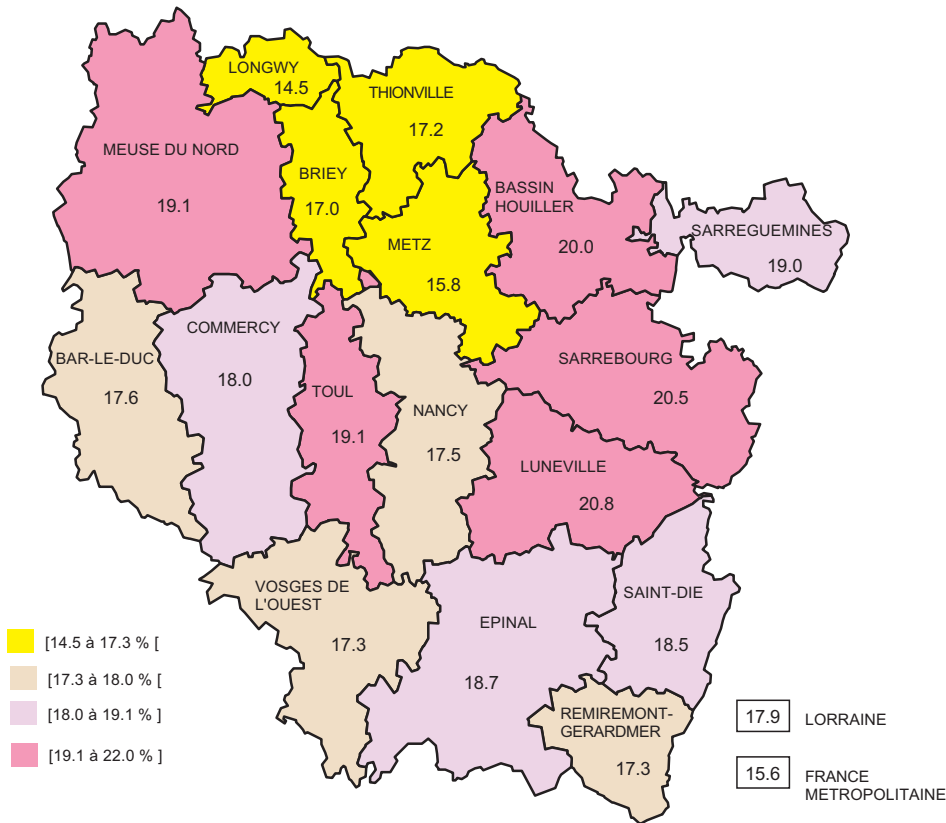 LONGWY
14.5
THIONVILLE
17.2
MEUSE DU NORD
19.1
BRIEY
17.0
BASSIN
HOUILLER
20.0
SARREGUEMINES
19.0
METZ
15.8
COMMERCY
18.0
BAR-LE-DUC
17.6
TOUL
19.1
NANCY
17.5
SARREBOURG
20.5
LUNEVILLE
20.8
VOSGES DE
L'OUEST
17.3
EPINAL
18.7
SAINT-DIE
18.5
REMIREMONT-
GERARDMER
17.3
[14.5 à 17.3 % [
[17.3 à 18.0 % [
[18.0 à 19.1 % ]
[19.1 à 22.0 % ]
17.9 LORRAINE
15.6 FRANCE
METROPOLITAINE